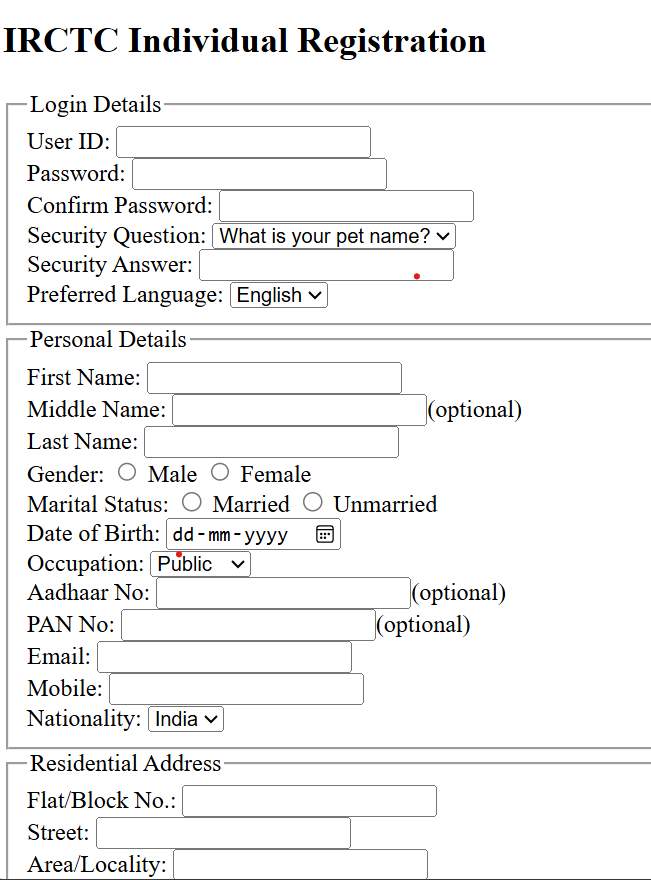 IRCTC Individual Registration
Login Details
User ID:
Password:
Confirm Password:
Security Question: What is your pet name?
Security Answer:
Preferred Language: English
Personal Details
First Name:
Middle Name: (optional)
Last Name:
Gender: Male Female
Marital Status: Married Unmarried
Date of Birth: dd-mm-yyyy
Occupation: Public
Aadhaar No: (optional)
PAN No: (optional)
Email:
Mobile:
Nationality: India
Residential Address
Flat/Block No.:
Street:
Area/Locality: